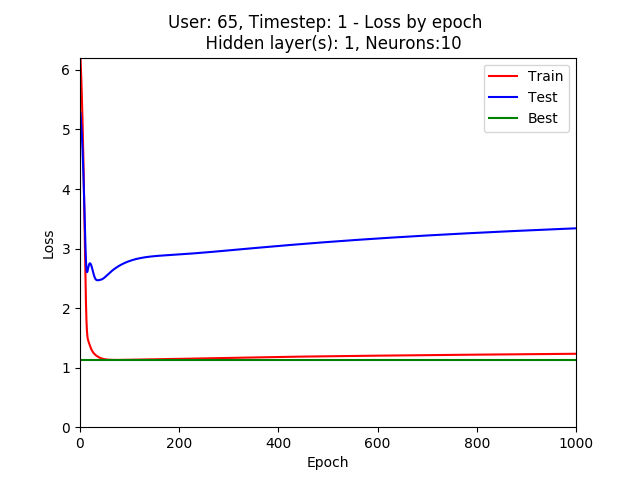 User: 65, Timestep: 1 - Loss by epoch
Hidden layer(s): 1, Neurons:10
Train
Test
Best
6
5
4
3
2
1
0
Loss
0 200 400 600 800 1000
Epoch